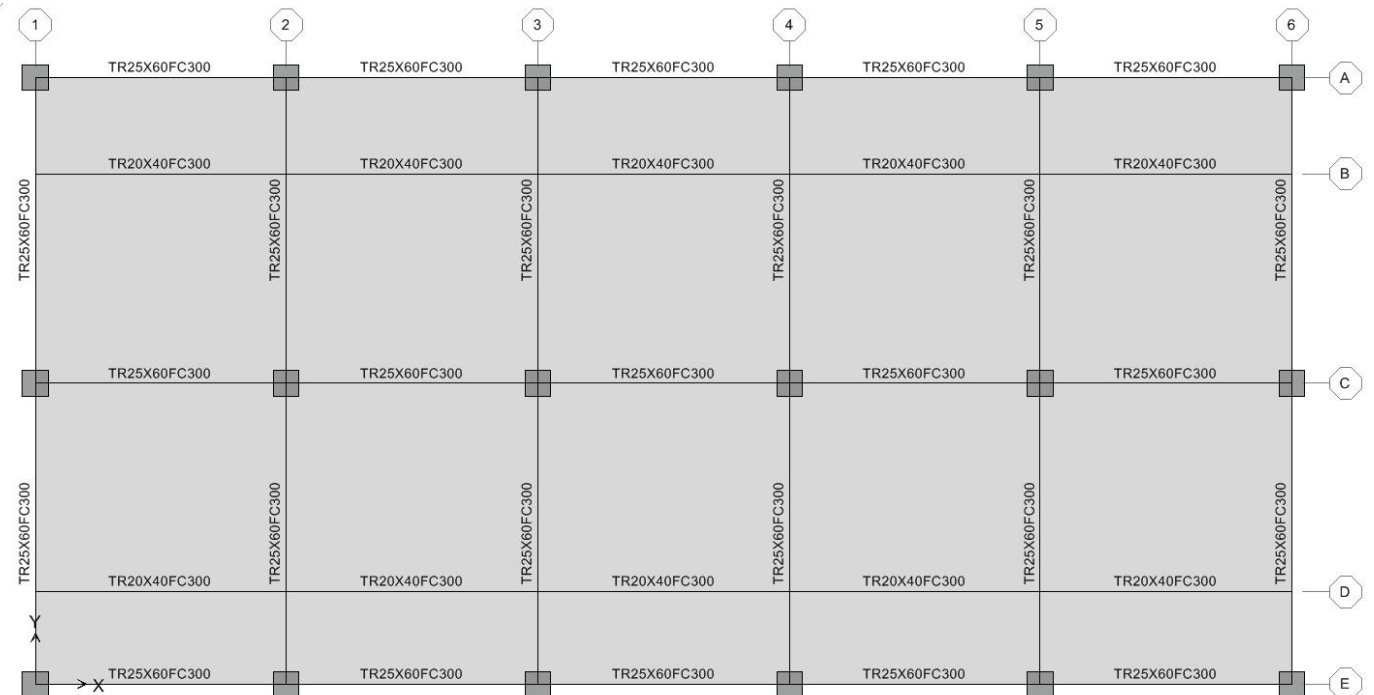 1 2 3 4 5 6
TR25X60FC300 TR25X60FC300 TR25X60FC300 TR25X60FC300 TR25X60FC300
A
TR20X40FC300 TR20X40FC300 TR20X40FC300 TR20X40FC300 TR20X40FC300
B
TR25X60FC300 TR25X60FC300 TR25X60FC300 TR25X60FC300 TR25X60FC300 TR25X60FC300
TR25X60FC300 TR25X60FC300 TR25X60FC300 TR25X60FC300 TR25X60FC300
C
TR25X60FC300 TR25X60FC300 TR25X60FC300 TR25X60FC300 TR25X60FC300 TR25X60FC300
TR20X40FC300 TR20X40FC300 TR20X40FC300 TR20X40FC300 TR20X40FC300
D
Y
X
TR25X60FC300 TR25X60FC300 TR25X60FC300 TR25X60FC300 TR25X60FC300
E